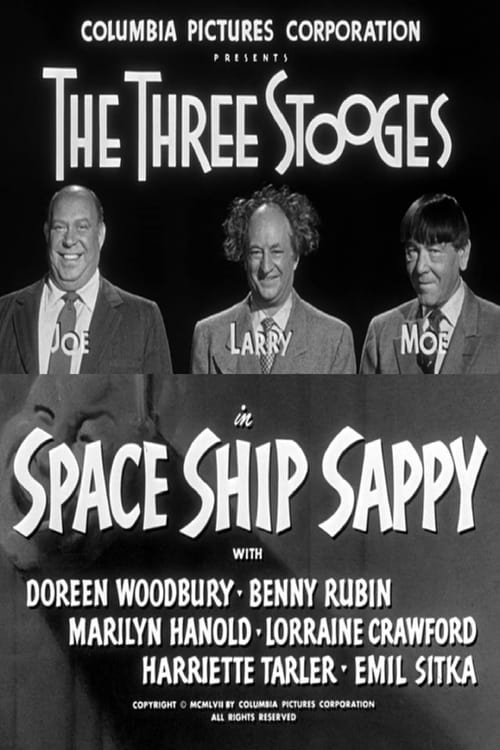 COLUMBIA PICTURES CORPORATION
PRESENTS
THE THREE STOOGES
JOE LARRY MOE
in
SPACE SHIP SAPPY
WITH
DOREEN WOODBURY · BENNY RUBIN
MARILYN HANOLD · LORRAINE CRAWFORD
HARRIETTE TARLER · EMIL SITKA
COPYRIGHT © MCMLVII BY COLUMBIA PICTURES CORPORATION
ALL RIGHTS RESERVED